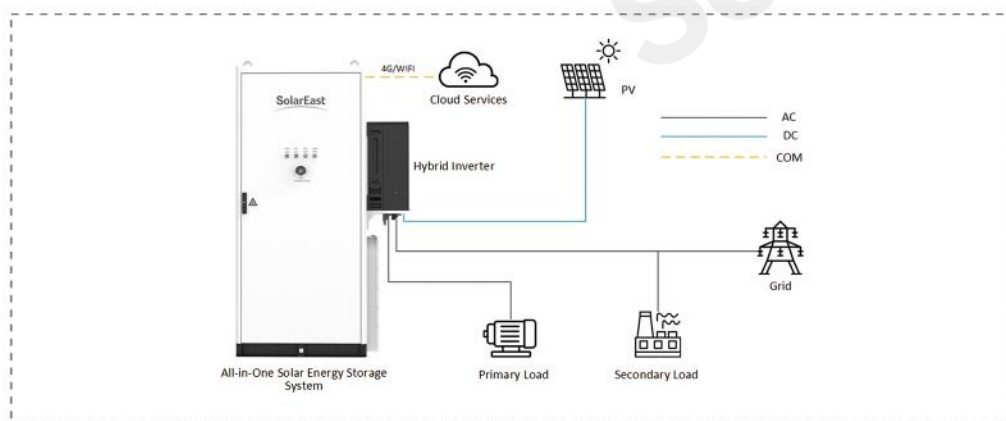 4G/WIFI
Cloud Services
PV
AC
DC
COM
SolarEast
Hybrid Inverter
Grid
All-in-One Solar Energy Storage
System
Primary Load
Secondary Load